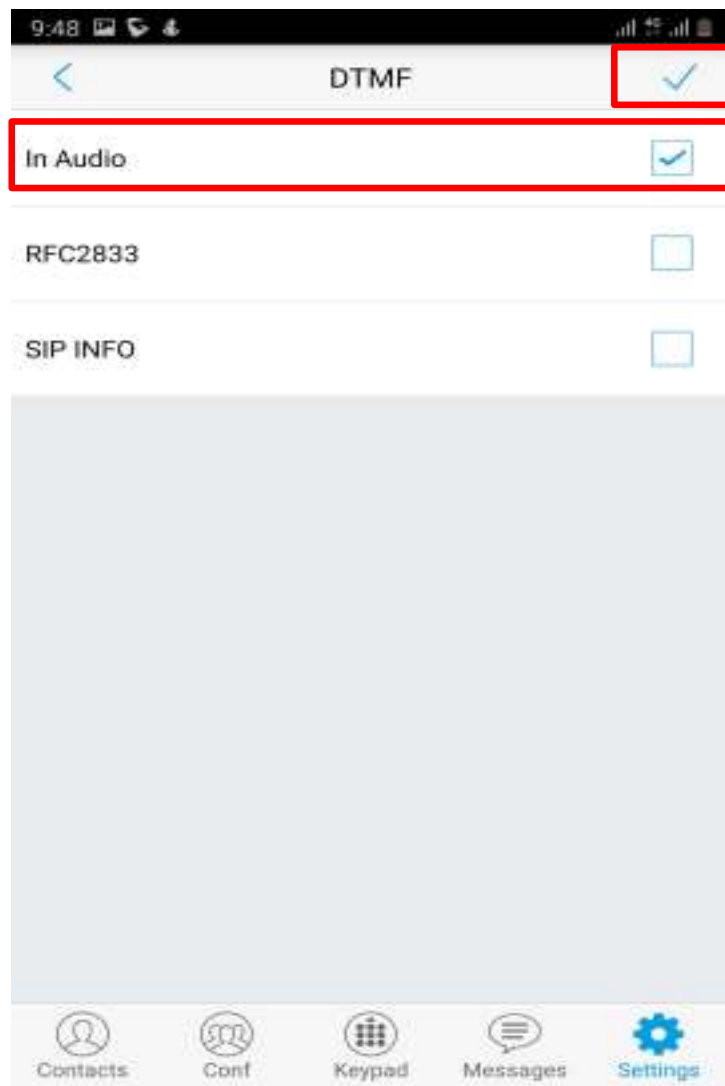 9:48
DTMF
In Audio
RFC2833
SIP INFO
Contacts Conf Keypad Messages Settings